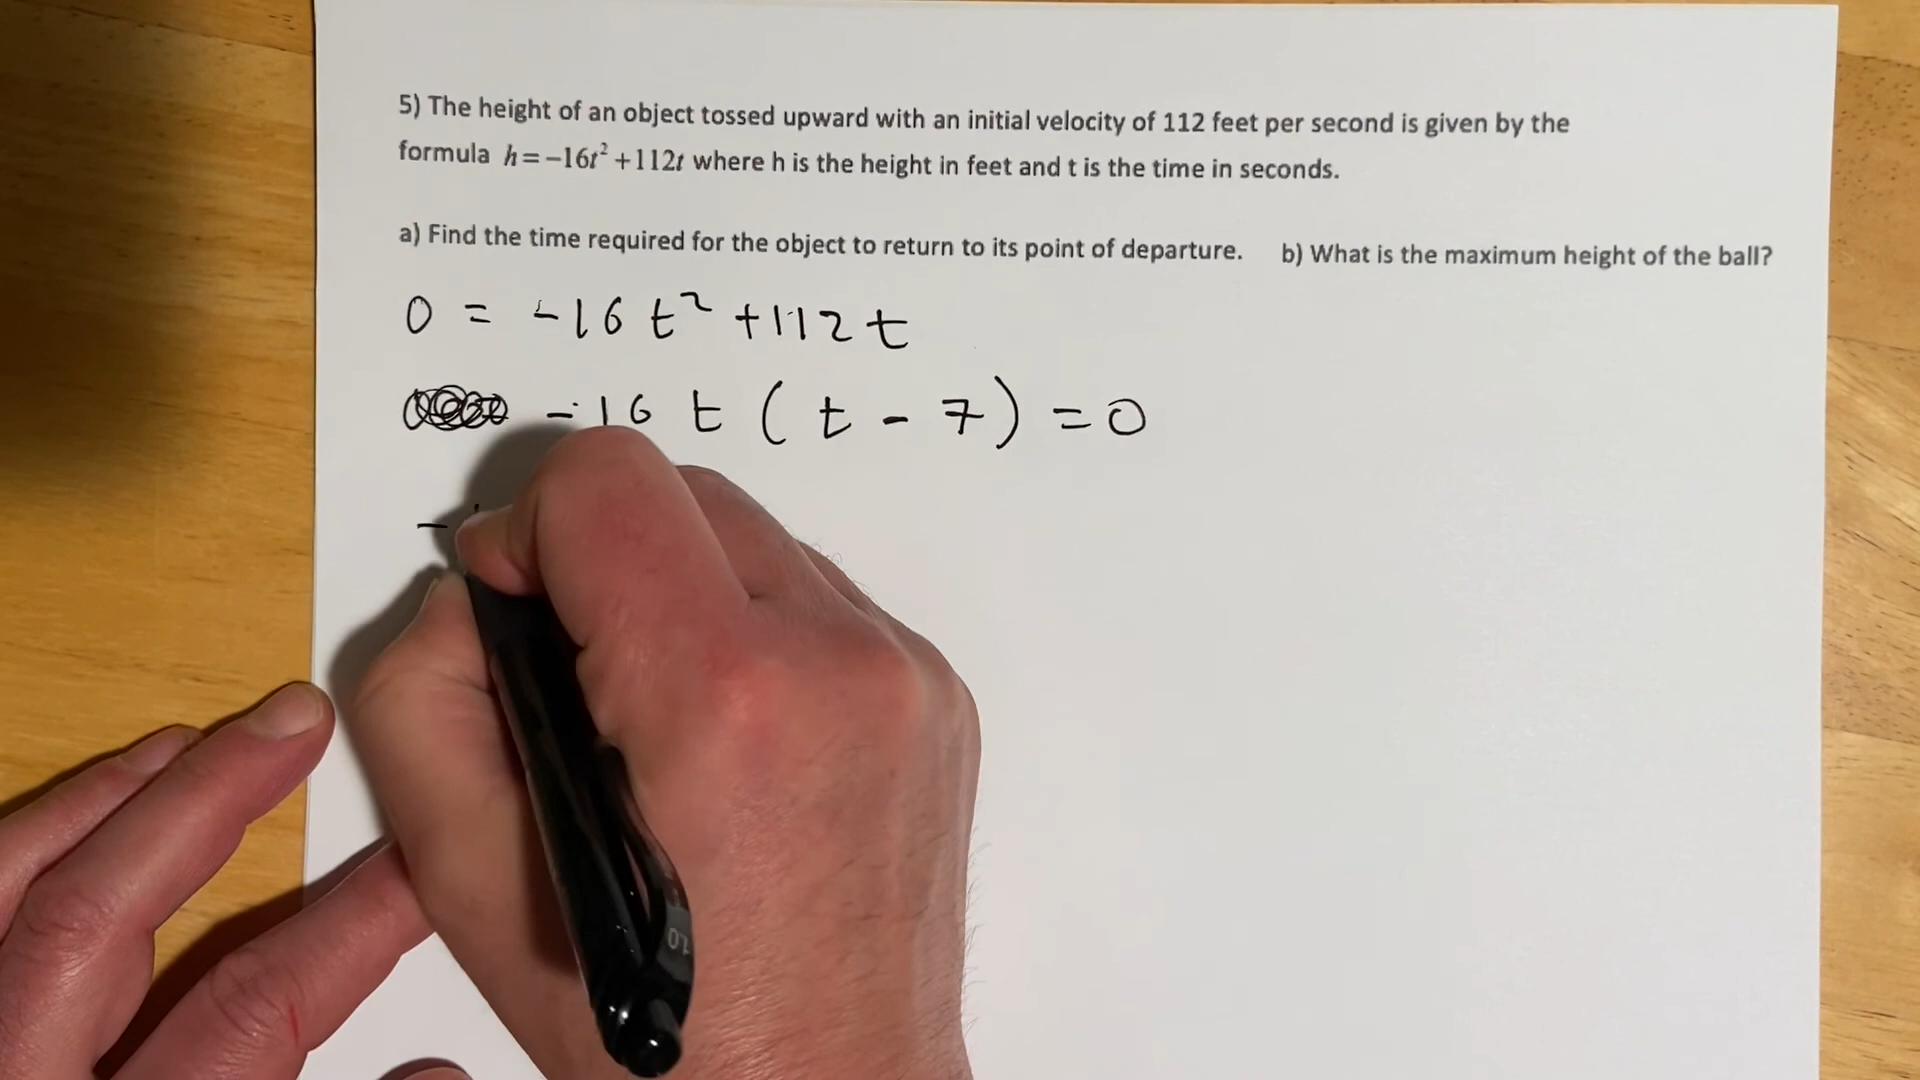 5) The height of an object tossed upward with an initial velocity of 112 feet per second is given by the
formula h=−16t²+112t where h is the height in feet and t is the time in seconds.
a) Find the time required for the object to return to its point of departure. b) What is the maximum height of the ball?
0 = -16t² +112t
-16t(t-7)=0
-
1.0